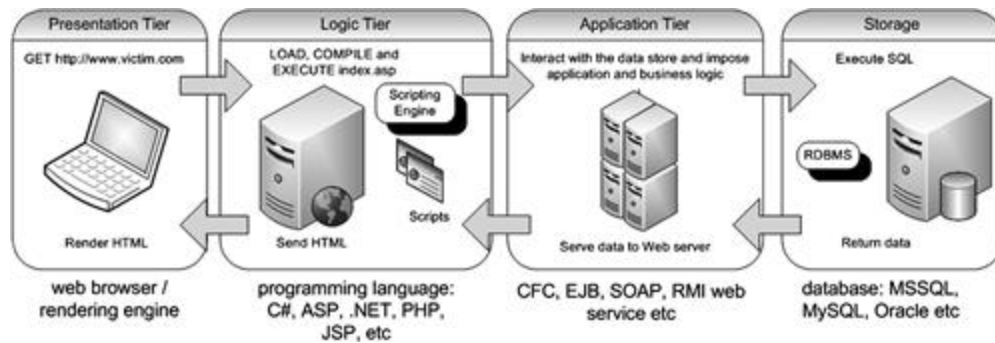 Presentation Tier
GET http://www.victim.com
Render HTML
web browser /
rendering engine
Logic Tier
LOAD, COMPILE and
EXECUTE index.asp
Scripting
Engine
Scripts
Send HTML
programming language:
C#, ASP, .NET, PHP,
JSP, etc
Application Tier
Interact with the data store and impose
application and business logic
Serve data to Web server
CFC, EJB, SOAP, RMI web
service etc
Storage
Execute SQL
RDBMS
Return data
database: MSSQL,
MySQL, Oracle etc